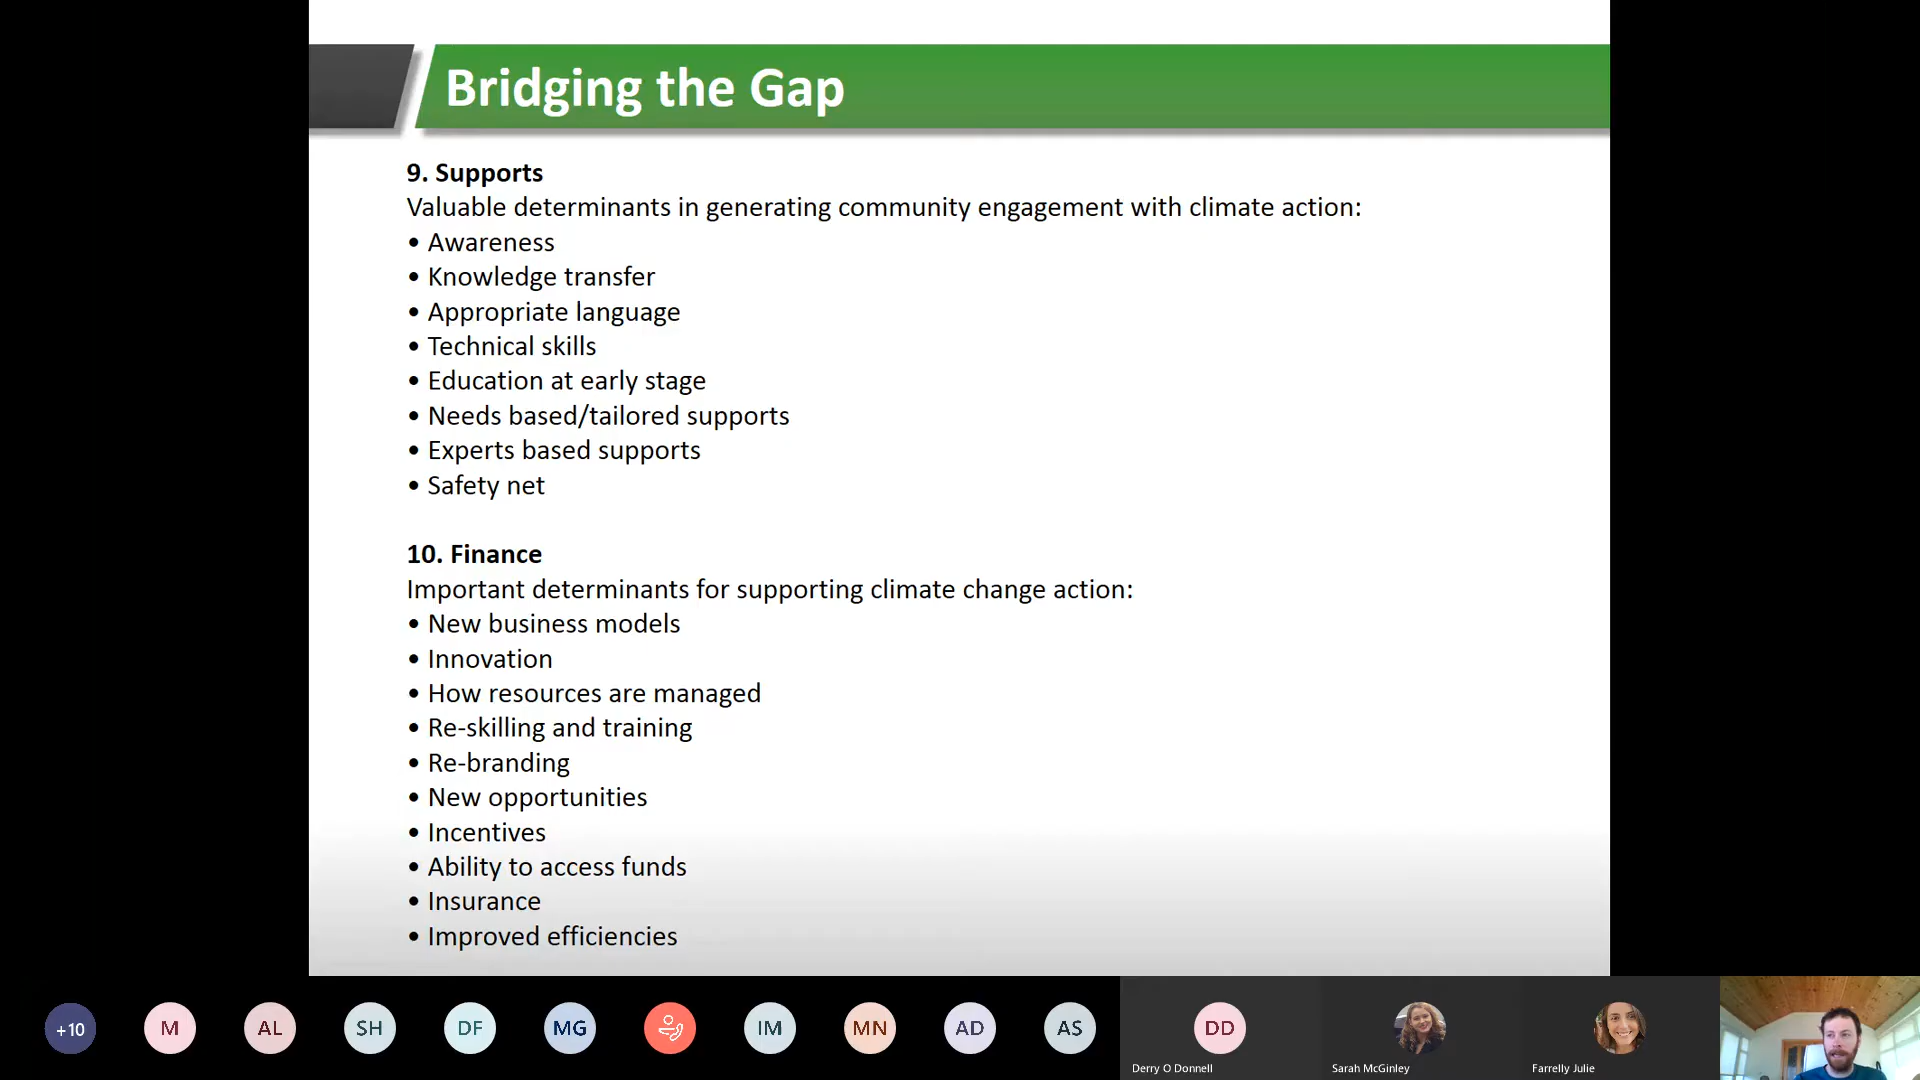 Bridging the Gap
9. Supports
Valuable determinants in generating community engagement with climate action:
• Awareness
• Knowledge transfer
• Appropriate language
• Technical skills
• Education at early stage
• Needs based/tailored supports
• Experts based supports
• Safety net
10. Finance
Important determinants for supporting climate change action:
• New business models
• Innovation
• How resources are managed
• Re-skilling and training
• Re-branding
• New opportunities
• Incentives
• Ability to access funds
• Insurance
• Improved efficiencies
+10 M AL SH DF MG IM MN AD AS DD
Derry O Donnell Sarah McGinley Farrelly Julie